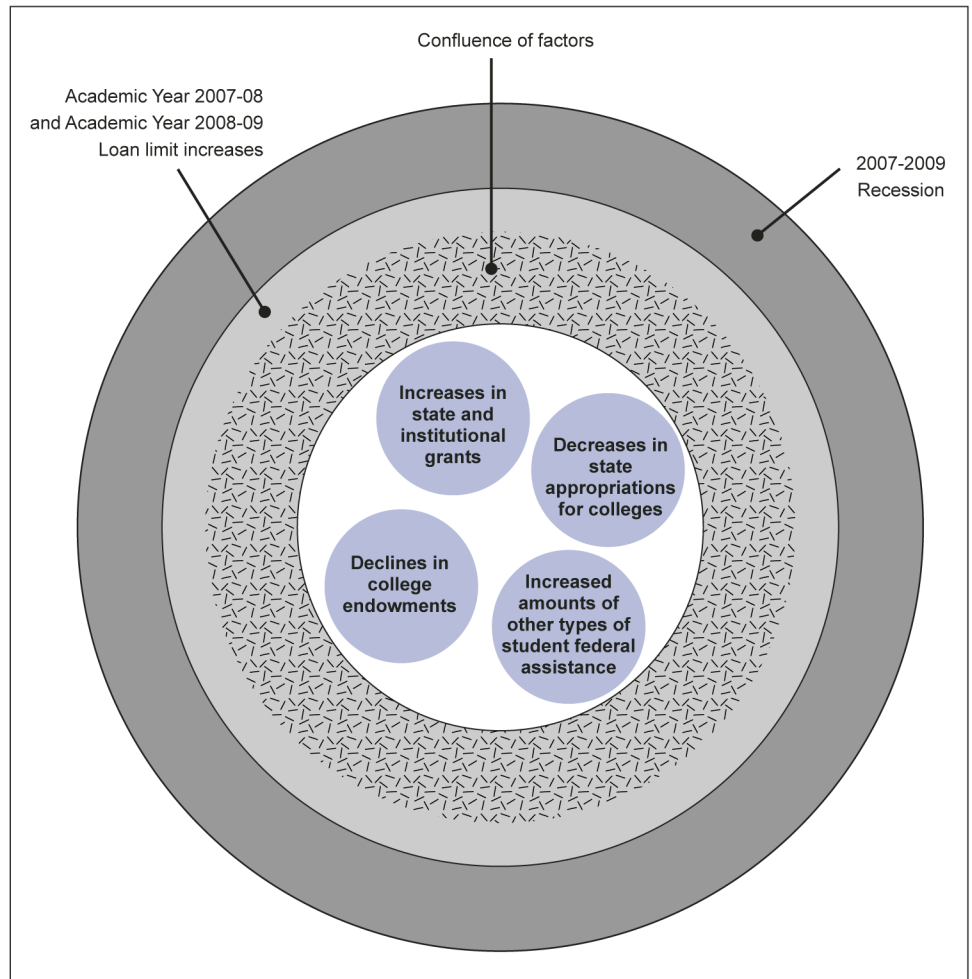 Confluence of factors
Academic Year 2007-08
and Academic Year 2008-09
Loan limit increases
2007-2009
Recession
Increases in
state and
institutional
grants
Decreases in
state
appropriations
for colleges
Declines in
college
endowments
Increased
amounts of
other types of
student federal
assistance